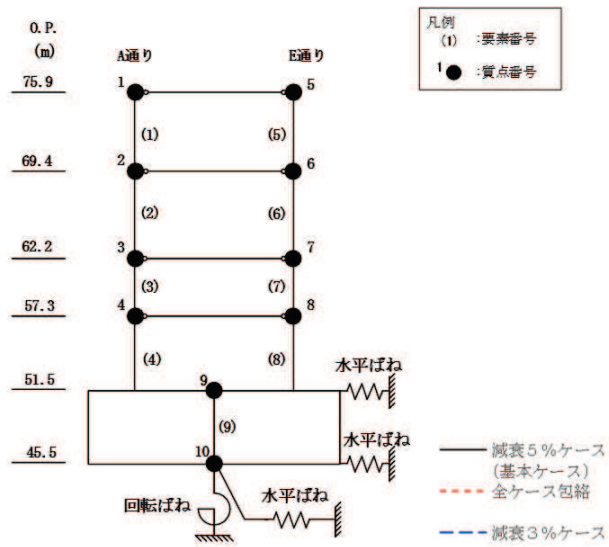 O.P.
(m)
A通り
E通り
凡例
(1) :要素番号
1 :質点番号
75.9
1
5
(1)
(5)
69.4
2
6
(2)
(6)
62.2
3
7
(3)
(7)
57.3
4
8
(4)
(8)
水平ばね
51.5
9
(9)
水平ばね
45.5
10
回転ばね
水平ばね
減衰5%ケース
(基本ケース)
全ケース包絡
減衰3%ケース